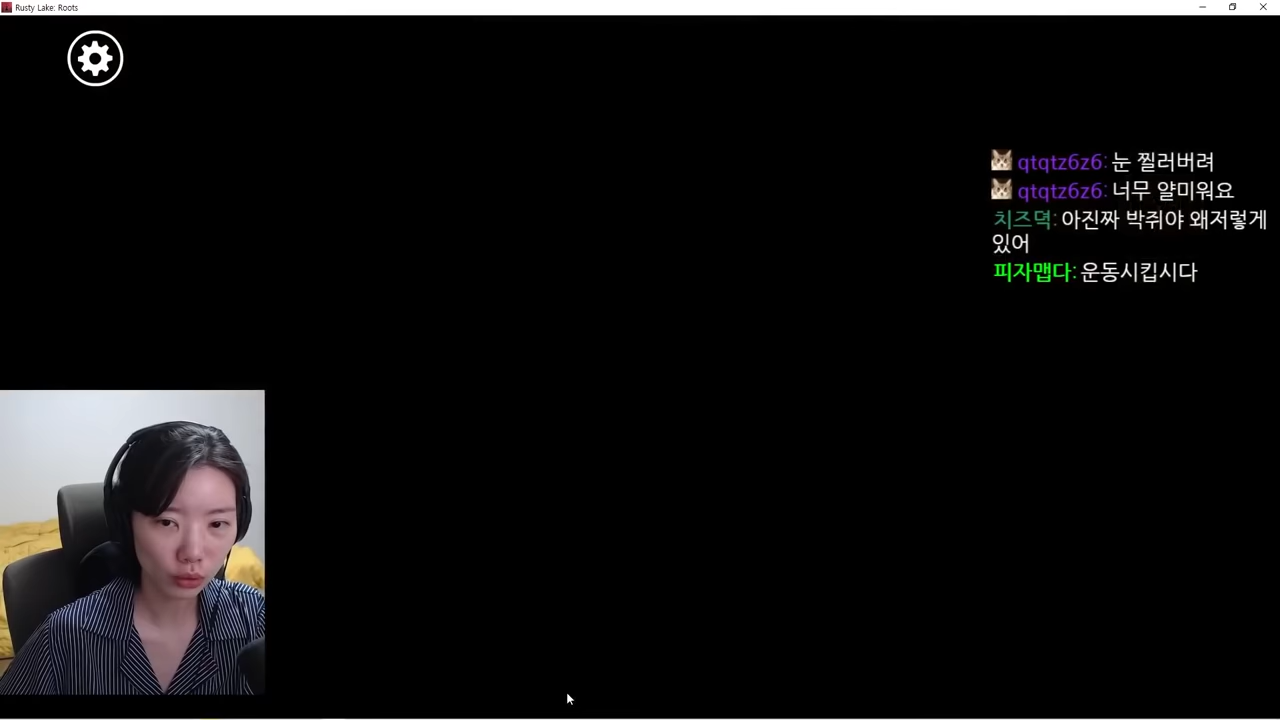 Rusty Lake: Roots
qtqtz6z6: 눈 찔러버려
qtqtz6z6: 너무 얄미워요
치즈뎍: 아진짜 박쥐야 왜저렇게
있어
피자맵다: 운동시킵시다